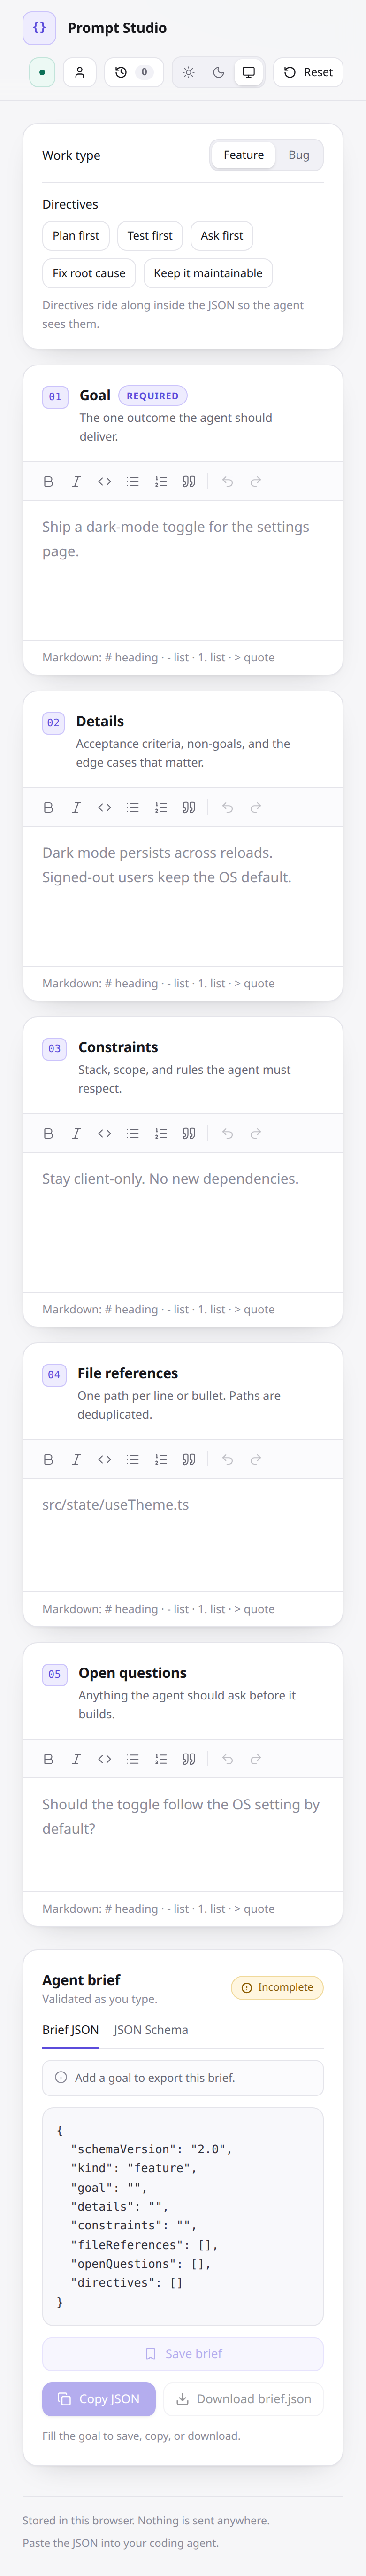 {} Prompt Studio
0 Reset
Work type Feature Bug
Directives
Plan first Test first Ask first
Fix root cause Keep it maintainable
Directives ride along inside the JSON so the agent
sees them.
01 Goal REQUIRED
The one outcome the agent should
deliver.
Ship a dark-mode toggle for the settings
page.
Markdown: # heading · - list · 1. list · > quote
02 Details
Acceptance criteria, non-goals, and the
edge cases that matter.
Dark mode persists across reloads.
Signed-out users keep the OS default.
Markdown: # heading · - list · 1. list · > quote
03 Constraints
Stack, scope, and rules the agent must
respect.
Stay client-only. No new dependencies.
Markdown: # heading · - list · 1. list · > quote
04 File references
One path per line or bullet. Paths are
deduplicated.
src/state/useTheme.ts
Markdown: # heading · - list · 1. list · > quote
05 Open questions
Anything the agent should ask before it
builds.
Should the toggle follow the OS setting by
default?
Markdown: # heading · - list · 1. list · > quote
Agent brief
Validated as you type.
Incomplete
Brief JSON JSON Schema
Add a goal to export this brief.
{
  "schemaVersion": "2.0",
  "kind": "feature",
  "goal": "",
  "details": "",
  "constraints": "",
  "fileReferences": [],
  "openQuestions": [],
  "directives": []
}
Save brief
Copy JSON Download brief.json
Fill the goal to save, copy, or download.
Stored in this browser. Nothing is sent anywhere.
Paste the JSON into your coding agent.